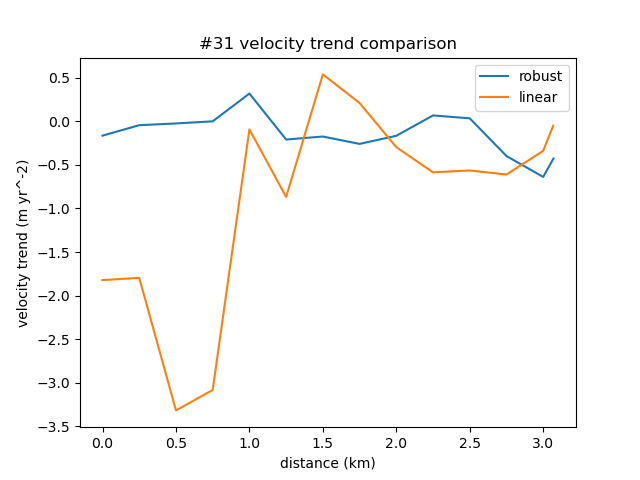 #31 velocity trend comparison
robust
linear
velocity trend (m yr^-2)
0.5
0.0
−0.5
−1.0
−1.5
−2.0
−2.5
−3.0
−3.5
0.0 0.5 1.0 1.5 2.0 2.5 3.0
distance (km)